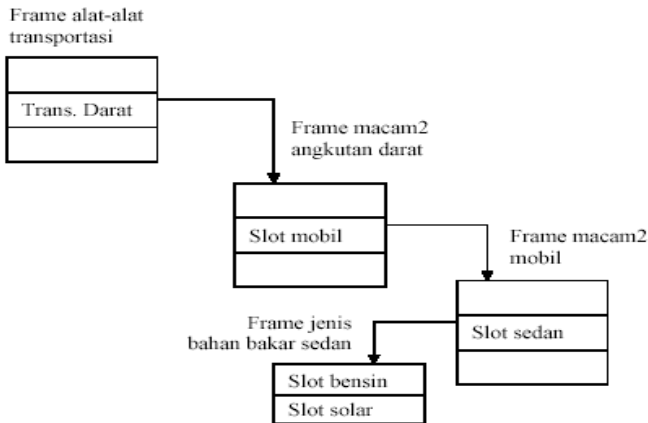 Frame alat-alat
transportasi
Trans. Darat
Frame macam2
angkutan darat
Slot mobil
Frame macam2
mobil
Slot sedan
Frame jenis
bahan bakar sedan
Slot bensin
Slot solar